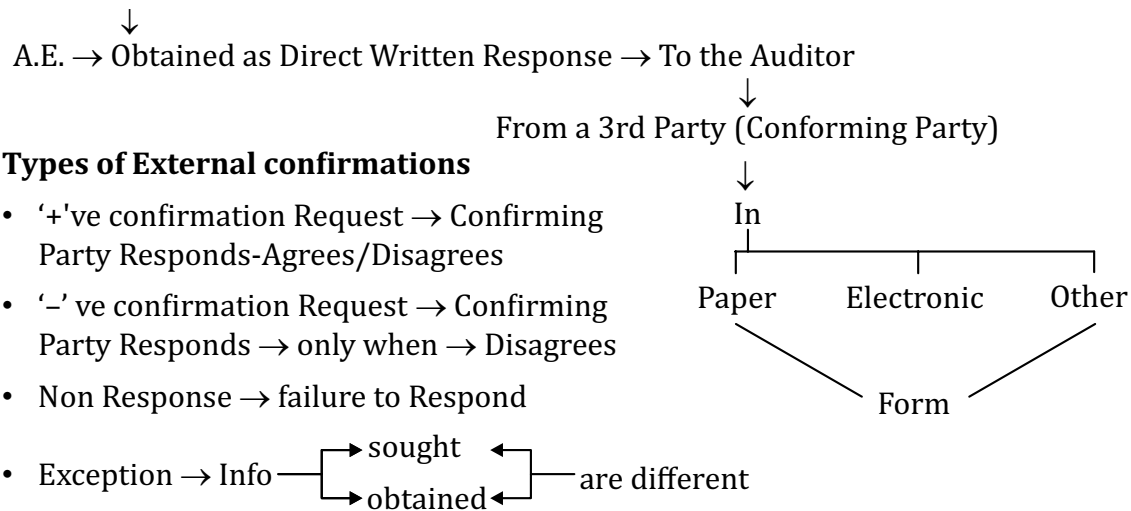 ↓
A.E. → Obtained as Direct Written Response → To the Auditor
↓
From a 3rd Party (Conforming Party)
Types of External confirmations
• ‘+'ve confirmation Request → Confirming
Party Responds-Agrees/Disagrees
• ‘–’ ve confirmation Request → Confirming
Party Responds → only when → Disagrees
• Non Response → failure to Respond
• Exception → Info sought obtained are different
↓
In
Paper Electronic Other
Form